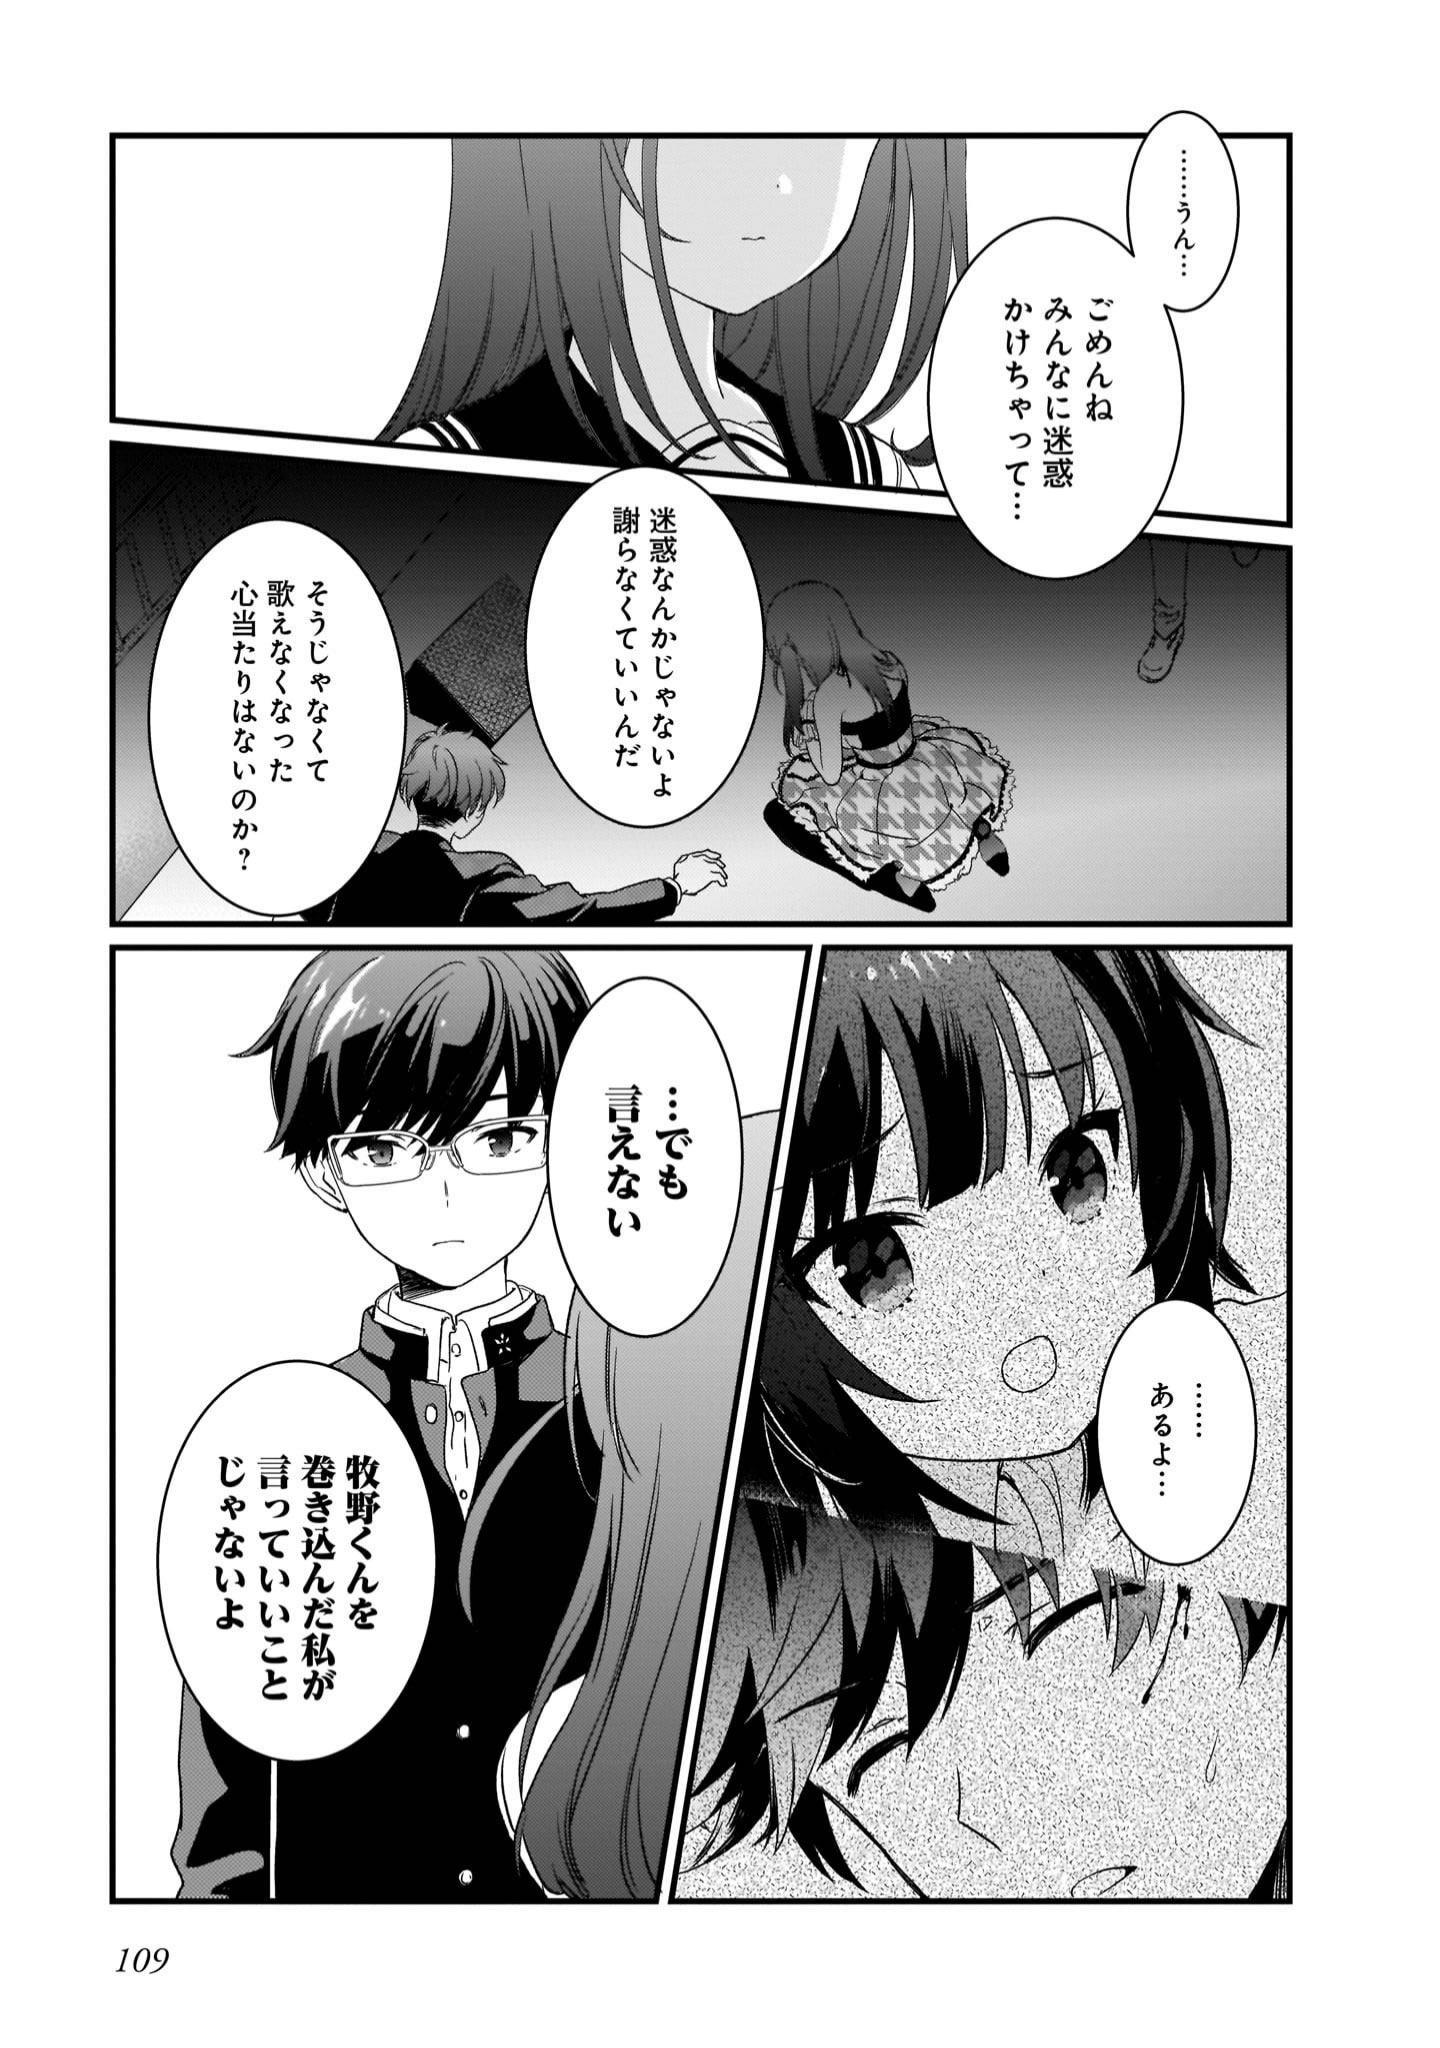 ……うん…
ごめんね
みんなに迷惑
かけちゃって…
迷惑なんかじゃないよ
謝らなくていいんだ
そうじゃなくて
歌えなくなった
心当たりはないのか?
……
あるよ…
…でも
言えない
牧野くんを
巻き込んだ私が
言っていいこと
じゃないよ
109